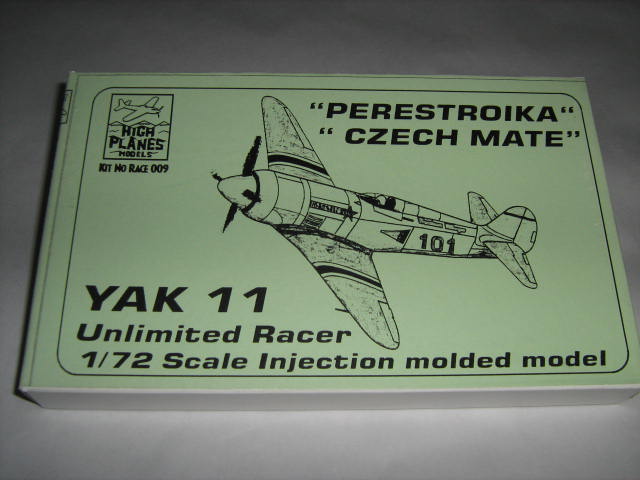 HIGH
PLANES
MODELS
KIT NO RACE 009
"PERESTROIKA"
" CZECH MATE"
101
YAK 11
Unlimited Racer
1/72 Scale Injection molded model